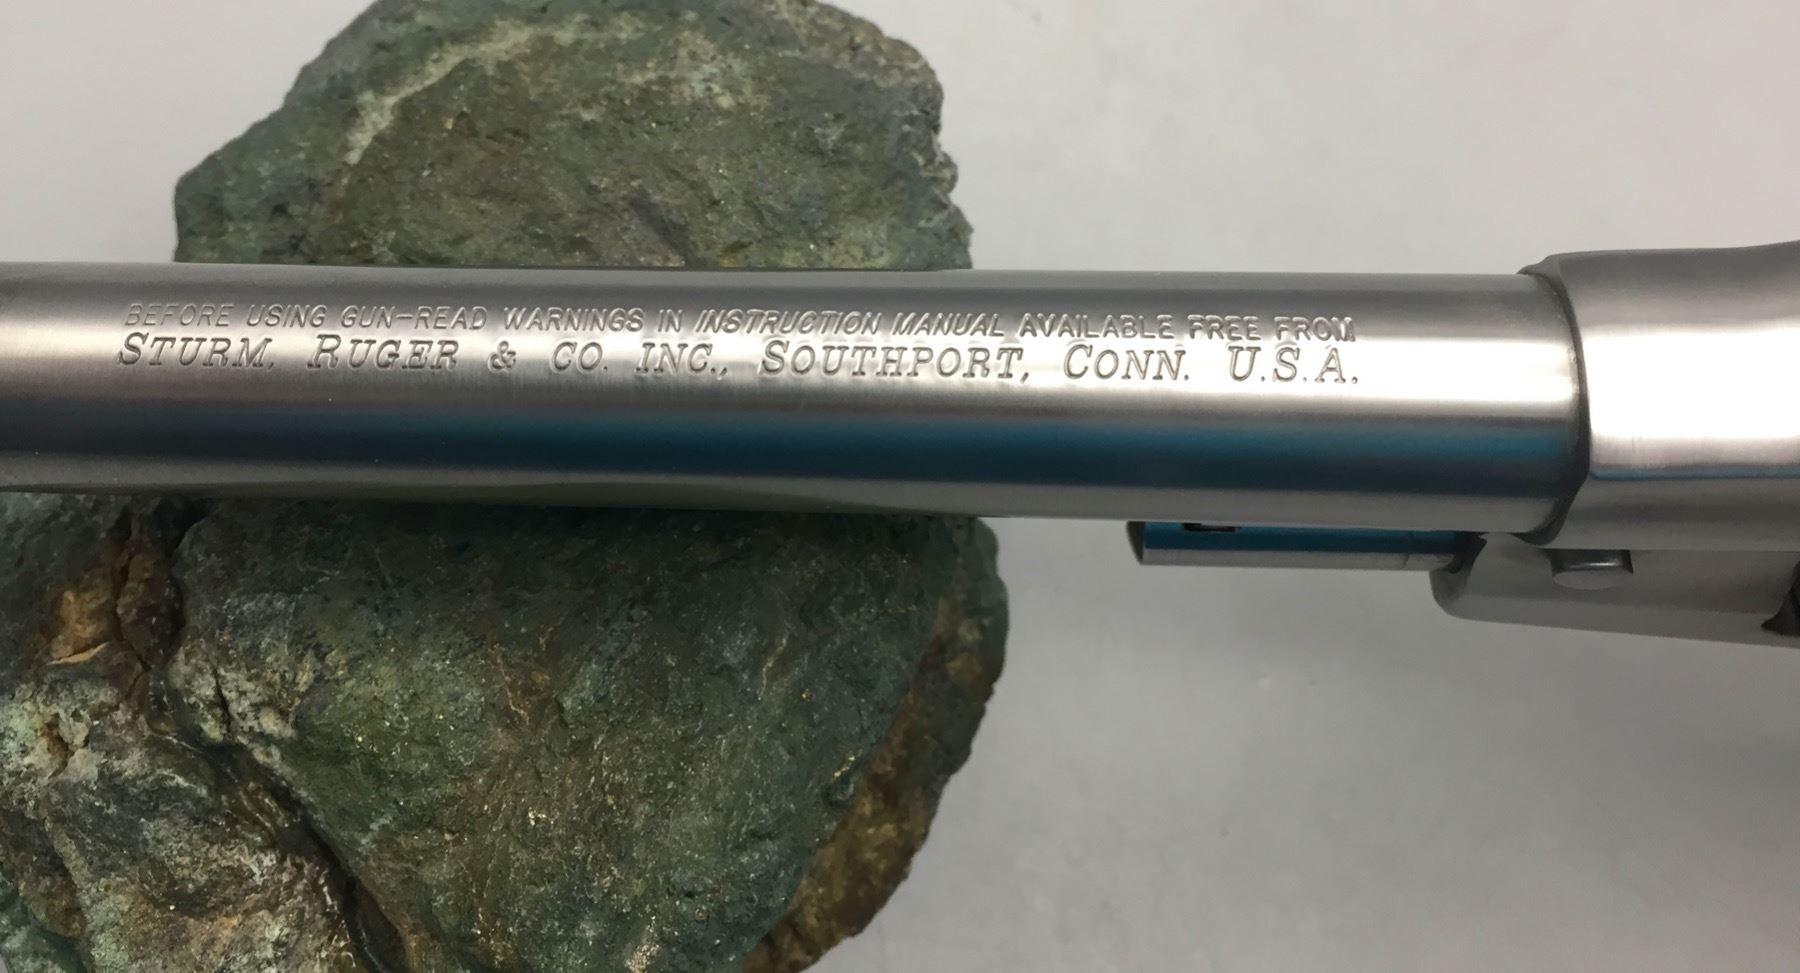 BEFORE USING GUN-READ WARNINGS IN INSTRUCTION MANUAL AVAILABLE FREE FROM
STURM, RUGER & CO. INC., SOUTHPORT, CONN. U.S.A.